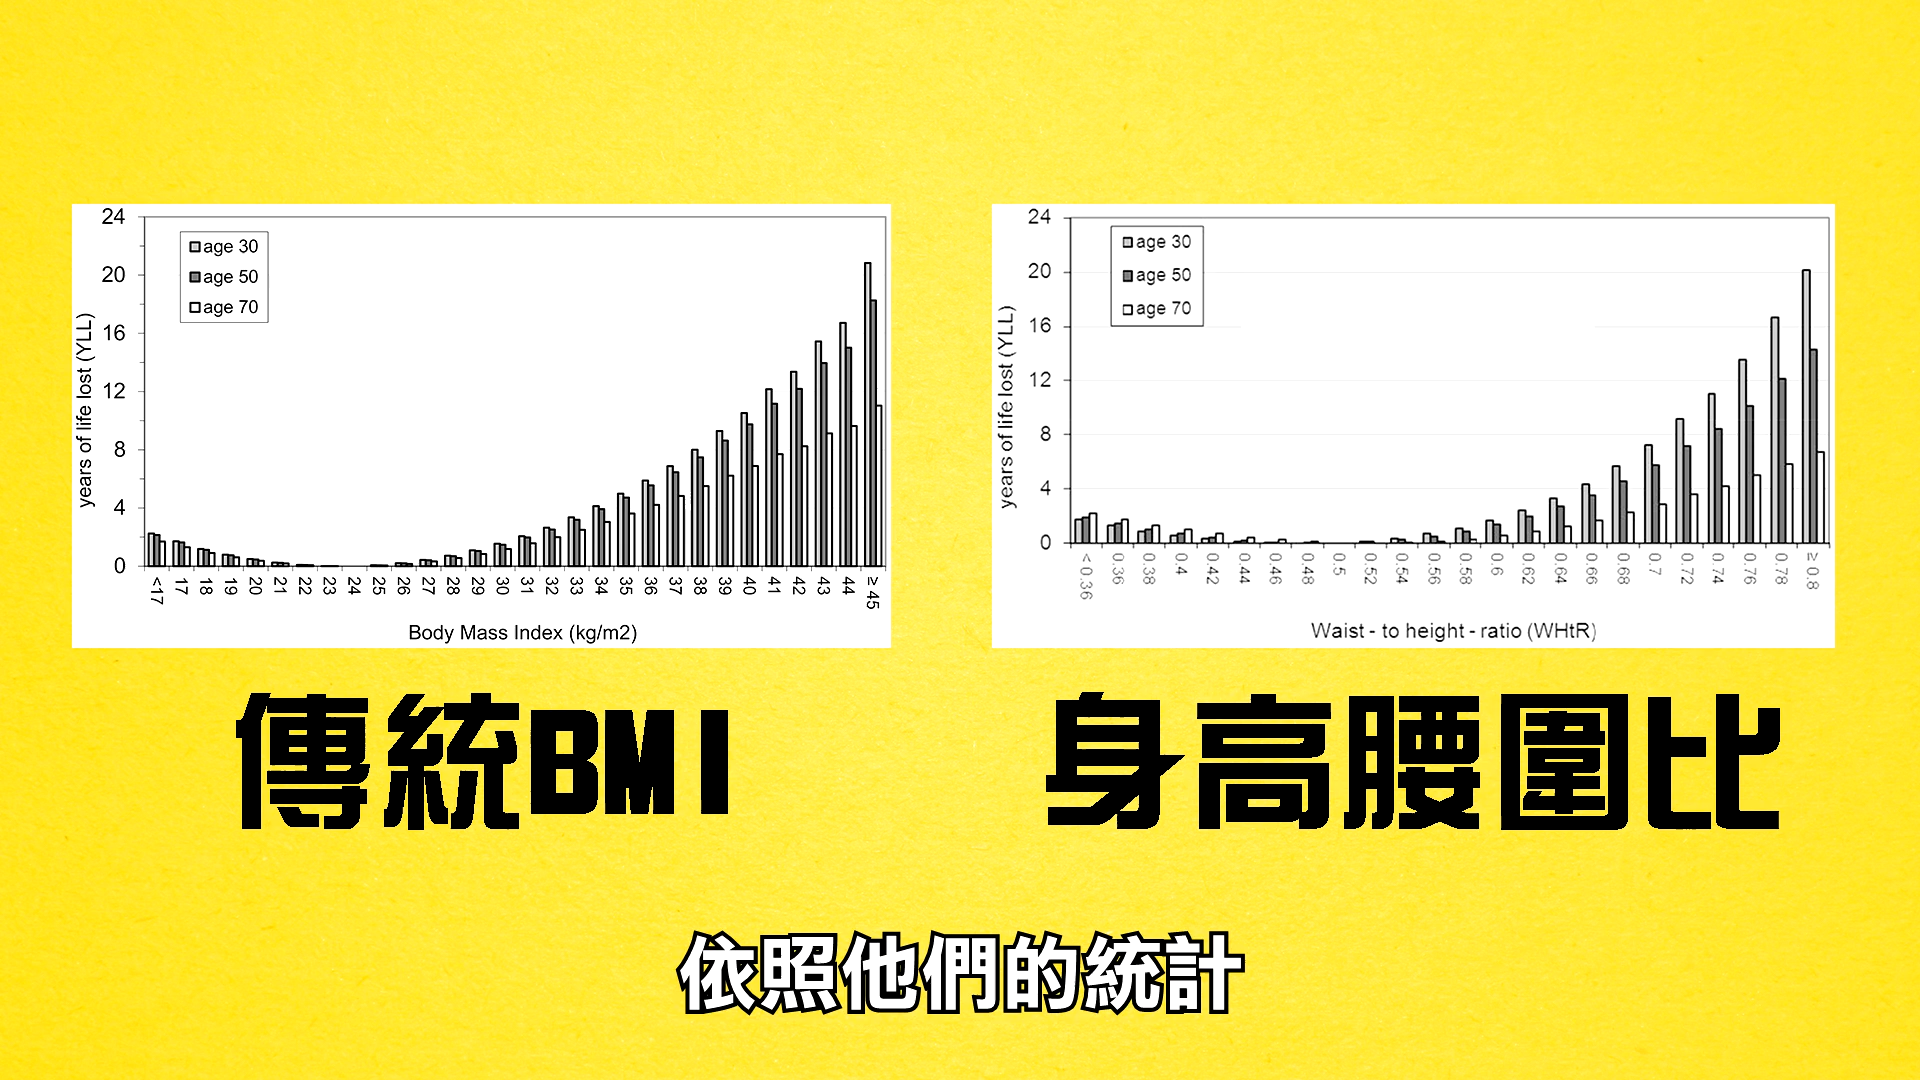 24
20
16
12
8
4
0
years of life lost (YLL)
age 30
age 50
age 70
<17 17 18 19 20 21 22 23 24 25 26 27 28 29 30 31 32 33 34 35 36 37 38 39 40 41 42 43 44 ≥ 45
Body Mass Index (kg/m2)
24
20
16
12
8
4
0
years of life lost (YLL)
age 30
age 50
age 70
< 0.36 0.36 0.38 0.4 0.42 0.44 0.46 0.48 0.5 0.52 0.54 0.56 0.58 0.6 0.62 0.64 0.66 0.68 0.7 0.72 0.74 0.76 0.78 ≥ 0.8
Waist - to height - ratio (WHtR)
傳統BMI
身高腰圍比
依照他們的統計